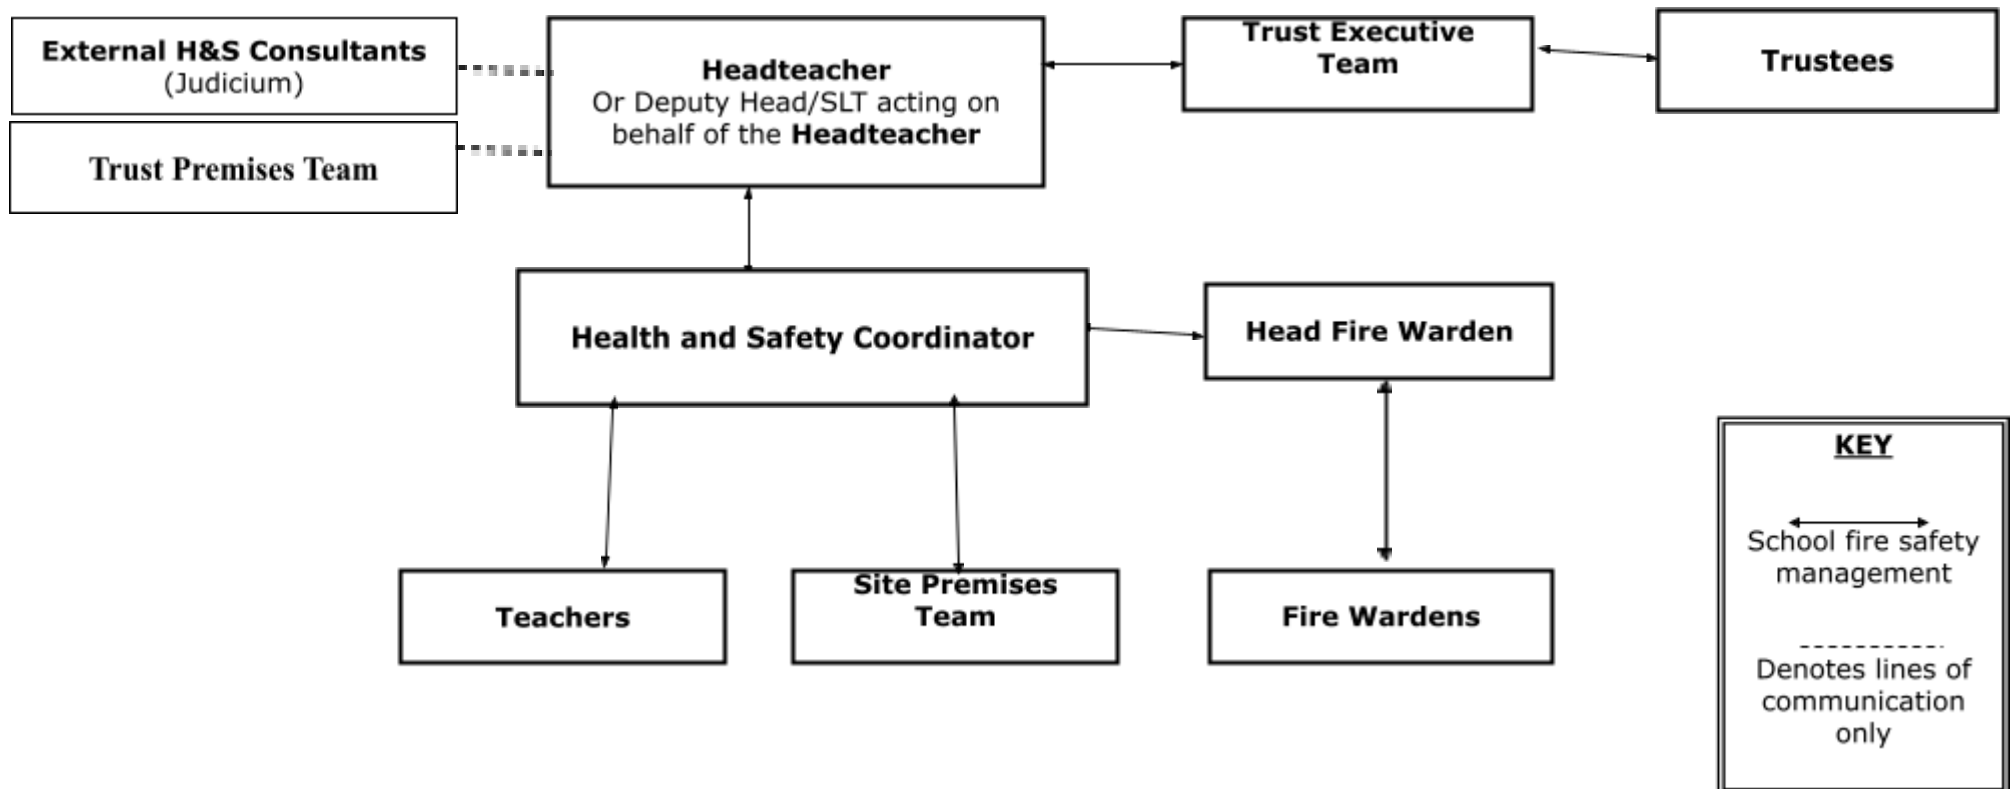 External H&S Consultants
(Judicium)
Trust Premises Team
Headteacher
Or Deputy Head/SLT acting on
behalf of the Headteacher
Trust Executive
Team
Trustees
Health and Safety Coordinator
Head Fire Warden
Teachers
Site Premises
Team
Fire Wardens
KEY
School fire safety
management
Denotes lines of
communication
only